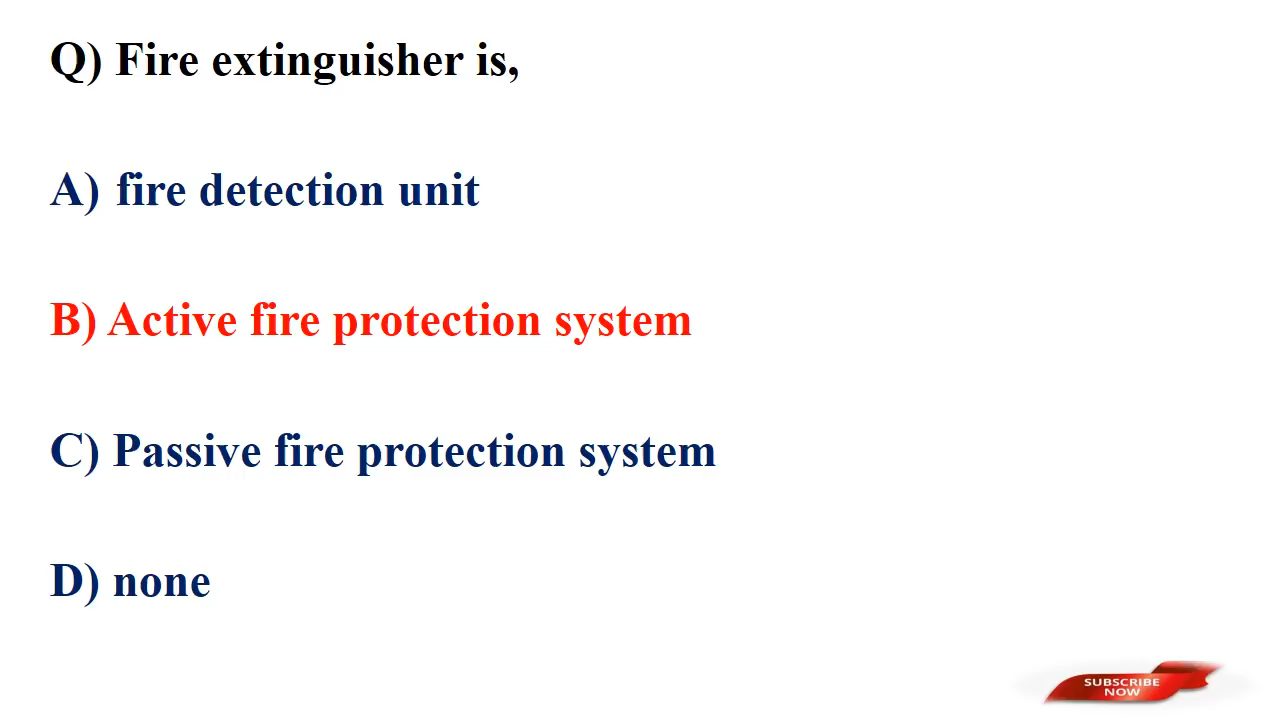 Q) Fire extinguisher is,
A) fire detection unit
B) Active fire protection system
C) Passive fire protection system
D) none
SUBSCRIBE
NOW